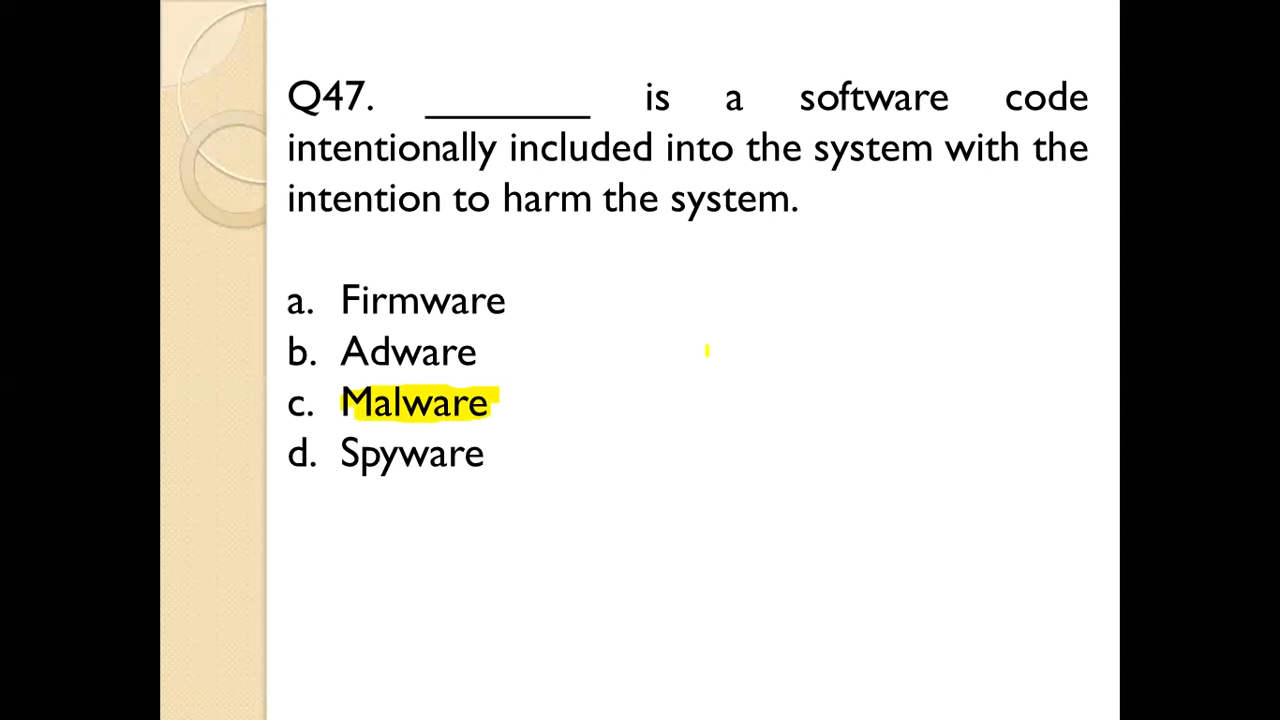 Q47. ________ is a software code
intentionally included into the system with the
intention to harm the system.
a. Firmware
b. Adware
c. Malware
d. Spyware